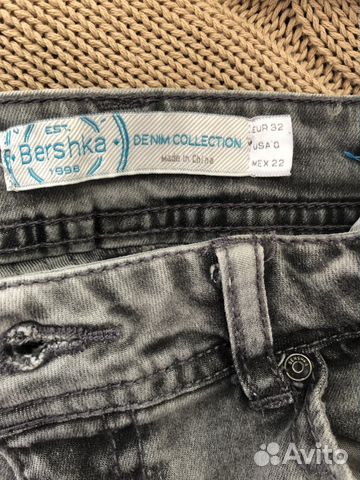 EST.
Bershka
1998
DENIM COLLECTION
Made in China
EUR 32
USA 0
MEX 22
Avito